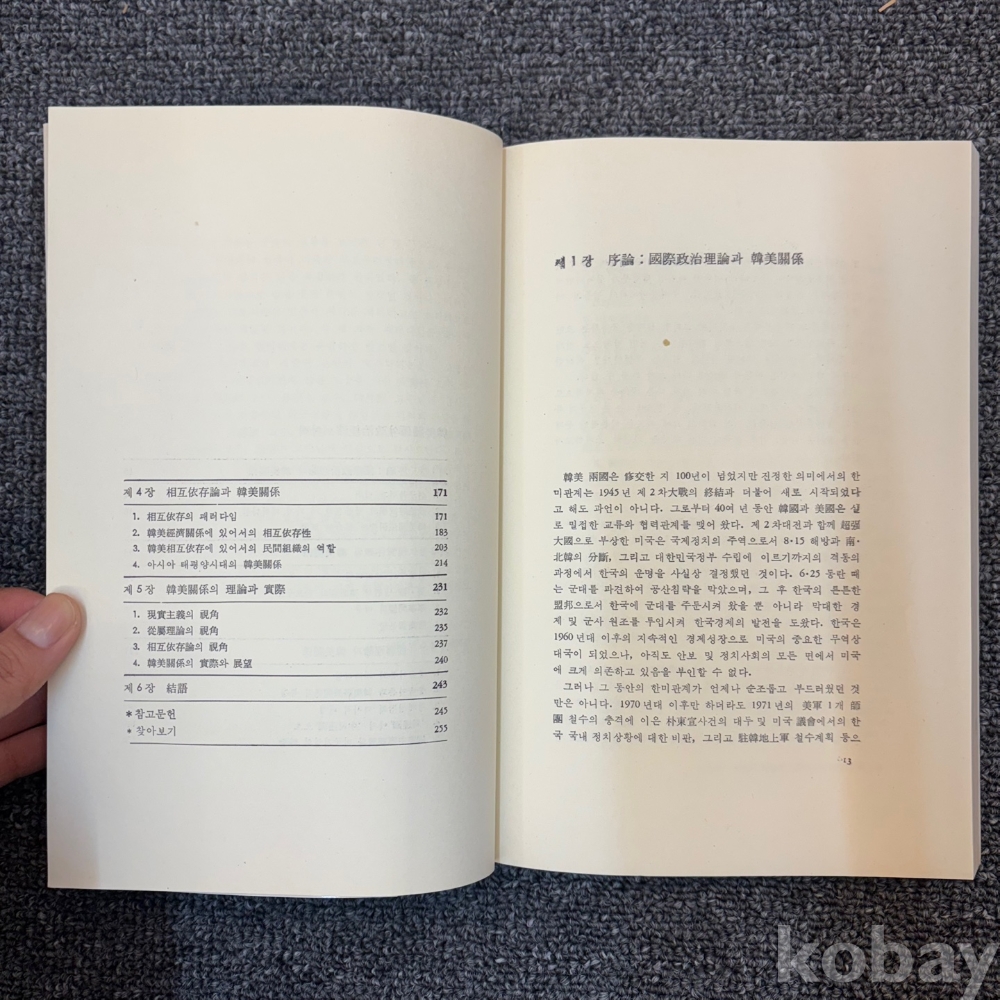 제 4 장 相互依存論과 韓美關係 171
1. 相互依存의 패러다임 171
2. 韓美經濟關係에 있어서의 相互依存性 183
3. 韓美相互依存에 있어서의 民間組織의 역할 203
4. 아시아 태평양시대의 韓美關係 214
제 5 장 韓美關係의 理論과 實際 231
1. 現實主義의 視角 232
2. 從屬理論의 視角 235
3. 相互依存論의 視角 237
4. 韓美關係의 實際와 展望 240
제 6 장 結語 243
* 참고문헌 245
* 찾아보기 255
제 1 장 序論: 國際政治理論과 韓美關係
韓美 兩國은 修交한 지 100년이 넘었지만 진정한 의미에서의 한
미관계는 1945년 제 2 차大戰의 終結과 더불어 새로 시작되었다
고 해도 과언이 아니다. 그로부터 40여 년 동안 韓國과 美國은 실
로 밀접한 교류와 협력관계를 맺어 왔다. 제 2 차대전과 함께 超强
大國으로 부상한 미국은 국제정치의 주역으로서 8·15 해방과 南·
北韓의 分斷, 그리고 대한민국정부 수립에 이르기까지의 격동의
과정에서 한국의 운명을 사실상 결정했던 것이다. 6·25 동란 때
는 군대를 파견하여 공산침략을 막았으며, 그 후 한국의 튼튼한
盟邦으로서 한국에 군대를 주둔시켜 왔을 뿐 아니라 막대한 경
제 및 군사 원조를 투입시켜 한국경제의 발전을 도왔다. 한국은
1960년대 이후의 지속적인 경제성장으로 미국의 중요한 무역상
대국이 되었으나, 아직도 안보 및 정치사회의 모든 면에서 미국
에 크게 의존하고 있음을 부인할 수 없다.
그러나 그 동안의 한미관계가 언제나 순조롭고 부드러웠던 것
만은 아니다. 1970년대 이후만 하더라도 1971년의 美軍 1개 師
團 철수의 충격에 이은 朴東宣사건의 대두 및 미국 議會에서의 한
국 국내 정치상황에 대한 비판, 그리고 駐韓地上軍 철수계획 등으
13
kobay